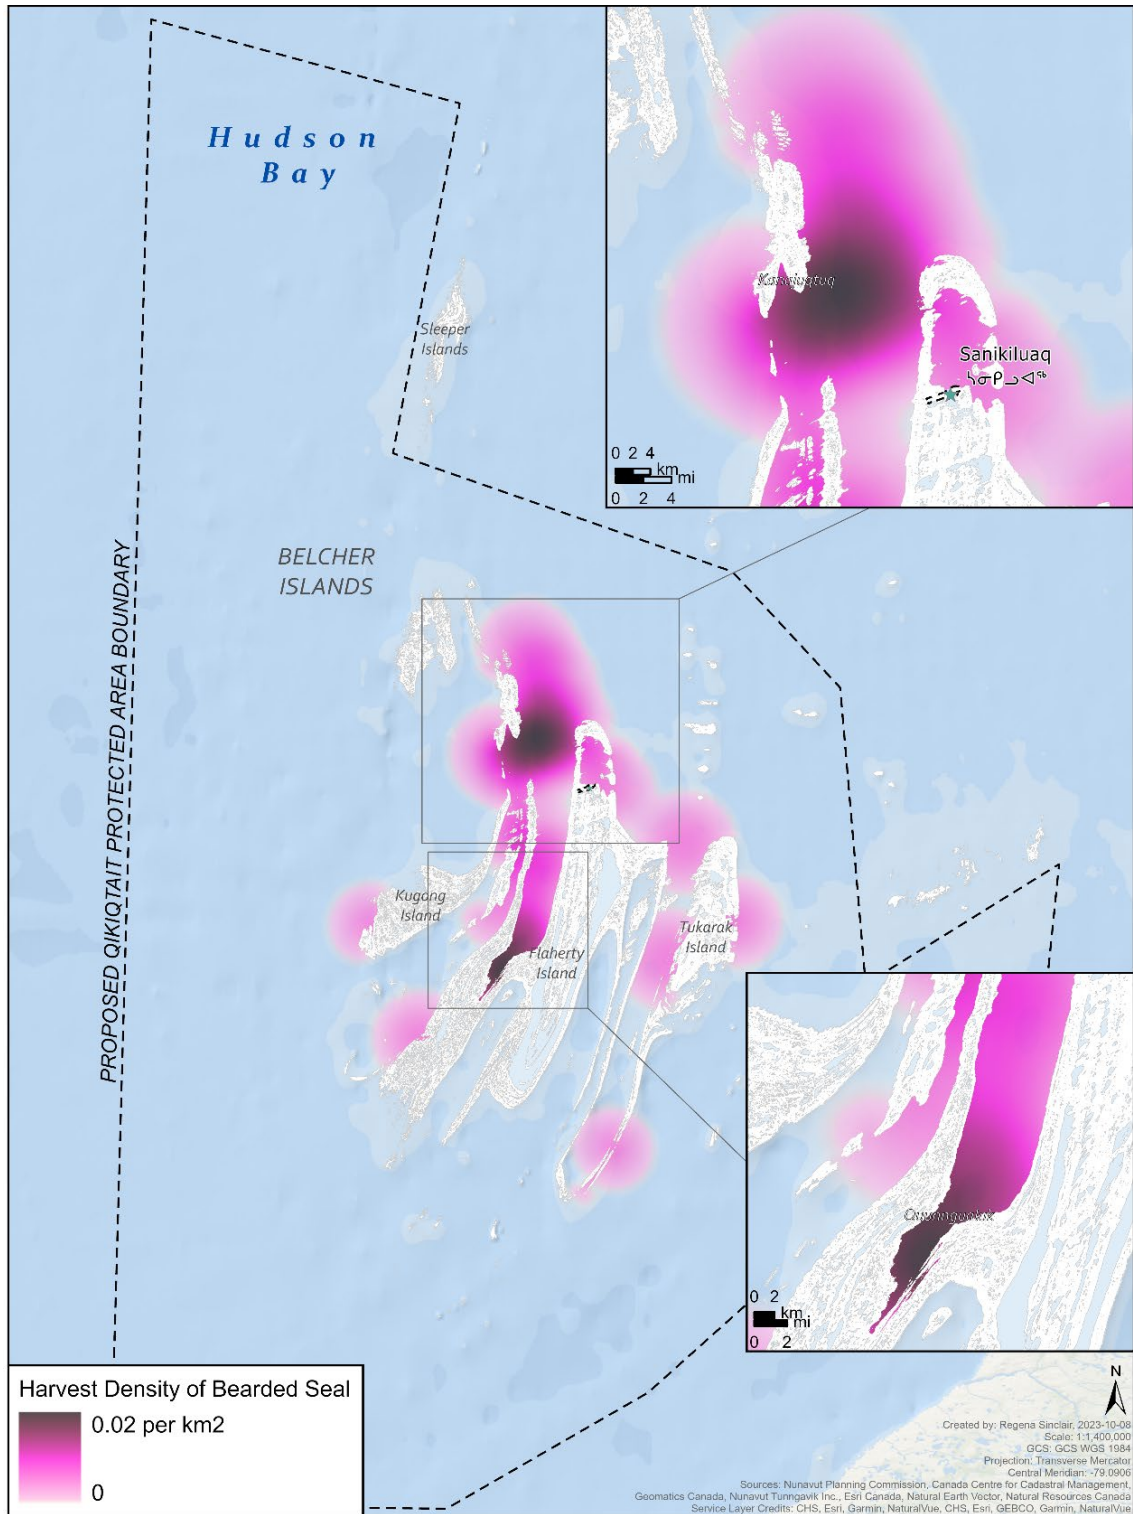 Hudson
Bay
Sleeper
Islands
BELCHER
ISLANDS
PROPOSED QIKIQTAIT PROTECTED AREA BOUNDARY
Kugong
Island
Flaherty
Island
Tukarak
Island
Sanikiluaq
ᓴᓂᑭᓗᐊᖅ
0 2 4
km
mi
0 2 4
0 2
km
mi
0 2
Harvest Density of Bearded Seal
0.02 per km2
0
N
Created by: Regena Sinclair, 2023-10-08
Scale: 1:1,400,000
GCS: GCS WGS 1984
Projection: Transverse Mercator
Central Meridian: -79.0906
Sources: Nunavut Planning Commission, Canada Centre for Cadastral Management,
Geomatics Canada, Nunavut Tunngavik Inc., Esri Canada, Natural Earth Vector, Natural Resources Canada
Service Layer Credits: CHS, Esri, Garmin, NaturalVue, CHS, Esri, GEBCO, Garmin, NaturalVue